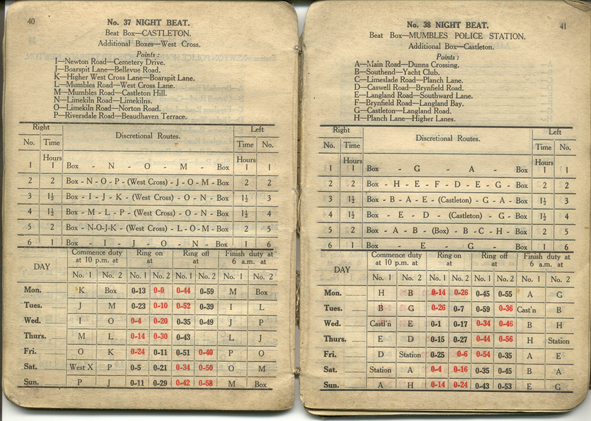 40
No. 37 NIGHT BEAT.
Beat Box—CASTLETON.
Additional Boxes—West Cross.
Points:
I—Newton Road—Cemetery Drive.
J—Boarspit Lane—Bellevue Road.
K—Higher West Cross Lane—Boarspit Lane.
L—Mumbles Road—West Cross Lane.
M—Mumbles Road—Castleton Hill.
N—Limekiln Road—Limekilns.
O—Limekiln Road—Norton Road.
P—Riversdale Road—Beaufhaven Terrace.
Right Discretional Routes. Left
No. Time Time No.
Hours Hours
1 1 Box - N - O - M - Box 1 1
2 2 Box - N - O - P - (West Cross) - J - O - M - Box 2 2
3 1½ Box - I - J - K - (West Cross) - O - N - Box 1½ 3
4 1½ Box - M - L - P - (West Cross) - O - N - Box 1½ 4
5 2 Box - N-O-J-K - (West Cross) - L - O - M - Box 2 5
6 1 Box - I - J - O - N - Box 1 6
DAY Commence duty at 10 p.m. at Ring on at Ring off at Finish duty at 6 a.m. at
No. 1 No. 2 No. 1 No. 2 No. 1 No. 2 No. 1 No. 2
Mon. K Box 0-13 0-0 0-44 0-59 M Box
Tues. J M 0-23 0-10 0-52 0-39 I L
Wed. I O 0-4 0-20 0-35 0-49 J P
Thurs. M L 0-14 0-30 0-43 L J
Fri. O K 0-24 0-11 0-51 0-40 P O
Sat. West X P 0-5 0-21 0-34 0-50 O M
Sun. P J 0-11 0-29 0-42 0-58 M Box
41
No. 38 NIGHT BEAT.
Beat Box—MUMBLES POLICE STATION.
Additional Box—Castleton.
Points:
A—Main Road—Dunns Crossing.
B—Southend—Yacht Club.
C—Limeslade Road—Planch Lane.
D—Caswell Road—Brynfield Road.
E—Langland Road—Southward Lane.
F—Brynfield Road—Langland Bay.
G—Castleton—Langland Road.
H—Planch Lane—Higher Lanes.
Right Discretional Routes. Left
No. Time Time No.
Hours Hours
1 1 Box - G - A - Box 1 1
2 2 Box - H - E - F - D - E - G - Box 2 2
3 1½ Box - B - A - E - (Castleton) - G - A - Box 1½ 3
4 1½ Box - E - D - (Castleton) - G - Box 1½ 4
5 2 Box - A - B - (Box) - B - C - H - Box 2 5
6 1 Box - E - G - Box 1 6
DAY Commence duty at 10 p.m. at Ring on at Ring off at Finish duty at 6 a.m. at
No. 1 No. 2 No. 1 No. 2 No. 1 No. 2 No. 1 No. 2
Mon. H B 0-14 0-26 0-45 0-55 A G
Tues. B G 0-26 0-7 0-59 0-36 Cast'n B
Wed. Castl'n E 0-1 0-17 0-34 0-46 B H
Thurs. E D 0-15 0-27 0-44 0-56 H Station
Fri. D Station 0-25 0-6 0-54 0-35 A E
Sat. Station A 0-4 0-16 0-35 0-45 B A
Sun. A H 0-14 0-24 0-43 0-53 E G